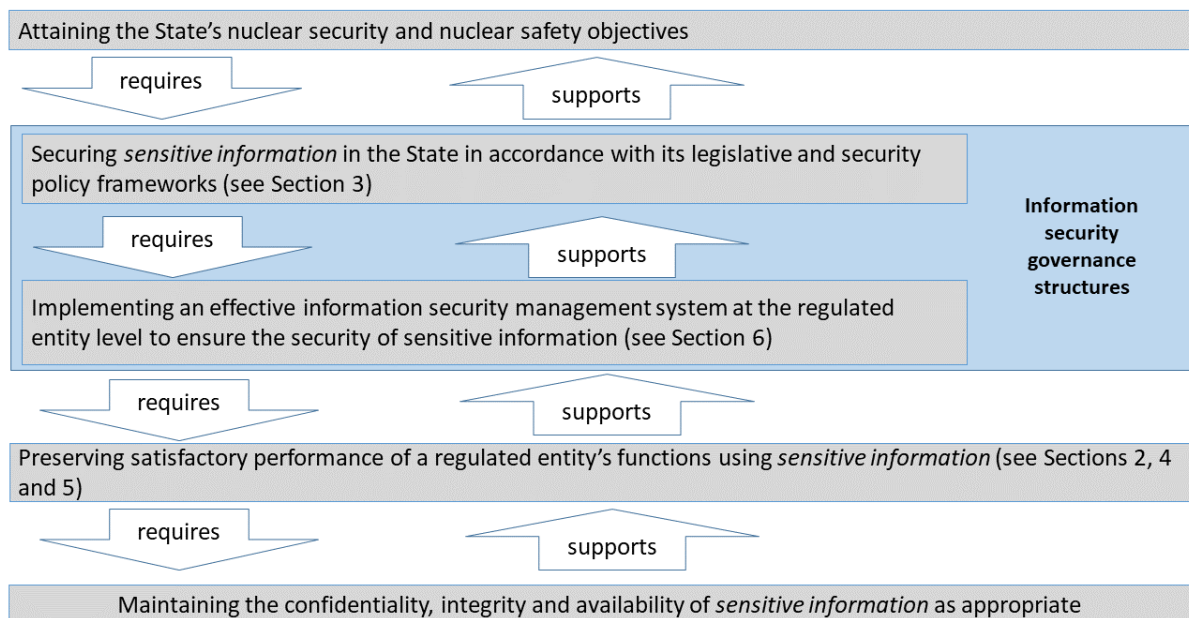 Attaining the State’s nuclear security and nuclear safety objectives
requires
supports
Securing sensitive information in the State in accordance with its legislative and security
policy frameworks (see Section 3)
Information
security
governance
structures
requires
supports
Implementing an effective information security management system at the regulated
entity level to ensure the security of sensitive information (see Section 6)
requires
supports
Preserving satisfactory performance of a regulated entity’s functions using sensitive information (see Sections 2, 4
and 5)
requires
supports
Maintaining the confidentiality, integrity and availability of sensitive information as appropriate